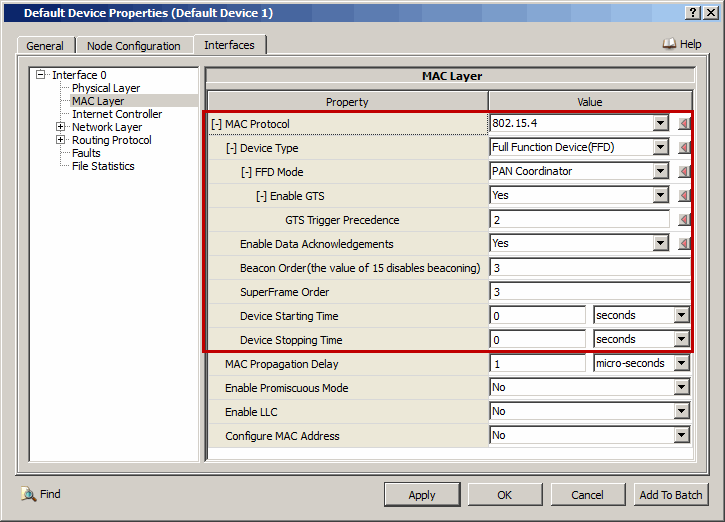 Default Device Properties (Default Device 1)
General Node Configuration Interfaces Help
Interface 0
Physical Layer
MAC Layer
Internet Controller
Network Layer
Routing Protocol
Faults
File Statistics
MAC Layer
Property Value
[-] MAC Protocol 802.15.4
[-] Device Type Full Function Device(FFD)
[-] FFD Mode PAN Coordinator
[-] Enable GTS Yes
GTS Trigger Precedence 2
Enable Data Acknowledgements Yes
Beacon Order(the value of 15 disables beaconing) 3
SuperFrame Order 3
Device Starting Time 0 seconds
Device Stopping Time 0 seconds
MAC Propagation Delay 1 micro-seconds
Enable Promiscuous Mode No
Enable LLC No
Configure MAC Address No
Find Apply OK Cancel Add To Batch